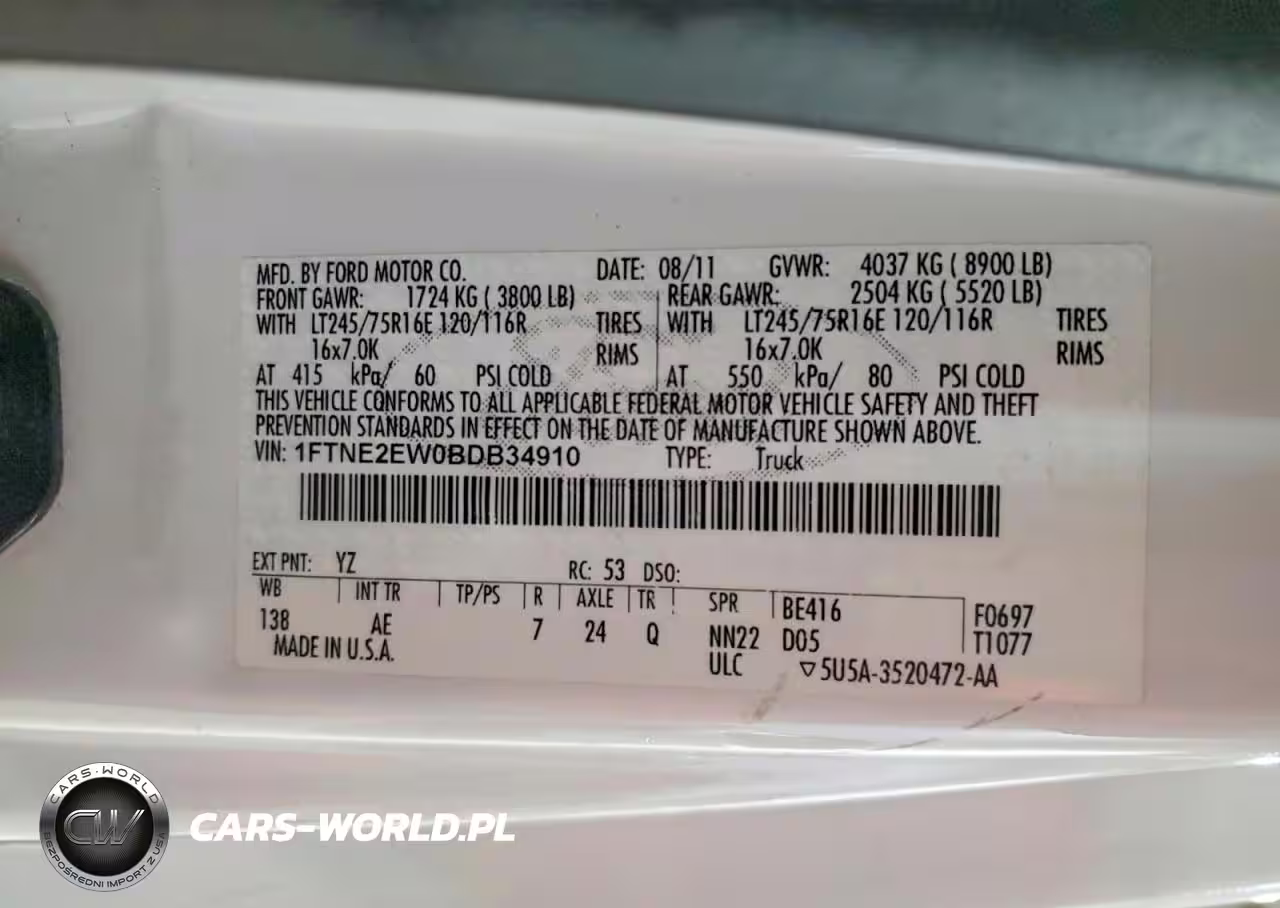 MFD. BY FORD MOTOR CO. DATE: 08/11 GVWR: 4037 KG ( 8900 LB)
FRONT GAWR: 1724 KG ( 3800 LB) REAR GAWR: 2504 KG ( 5520 LB)
WITH LT245/75R16E 120/116R TIRES WITH LT245/75R16E 120/116R TIRES
16x7.0K RIMS 16x7.0K RIMS
AT 415 kPa/ 60 PSI COLD AT 550 kPa/ 80 PSI COLD
THIS VEHICLE CONFORMS TO ALL APPLICABLE FEDERAL MOTOR VEHICLE SAFETY AND THEFT
PREVENTION STANDARDS IN EFFECT ON THE DATE OF MANUFACTURE SHOWN ABOVE.
VIN: 1FTNE2EW0BDB34910 TYPE: Truck
EXT PNT: YZ RC: 53 DSO:
WB INT TR TP/PS R AXLE TR SPR BE416 F0697
138 AE 7 24 Q NN22 D05 T1077
MADE IN U.S.A. ULC ▽5U5A-3520472-AA
CARS-WORLD
CW
BEZPOŚREDNI IMPORT Z USA
CARS-WORLD.PL